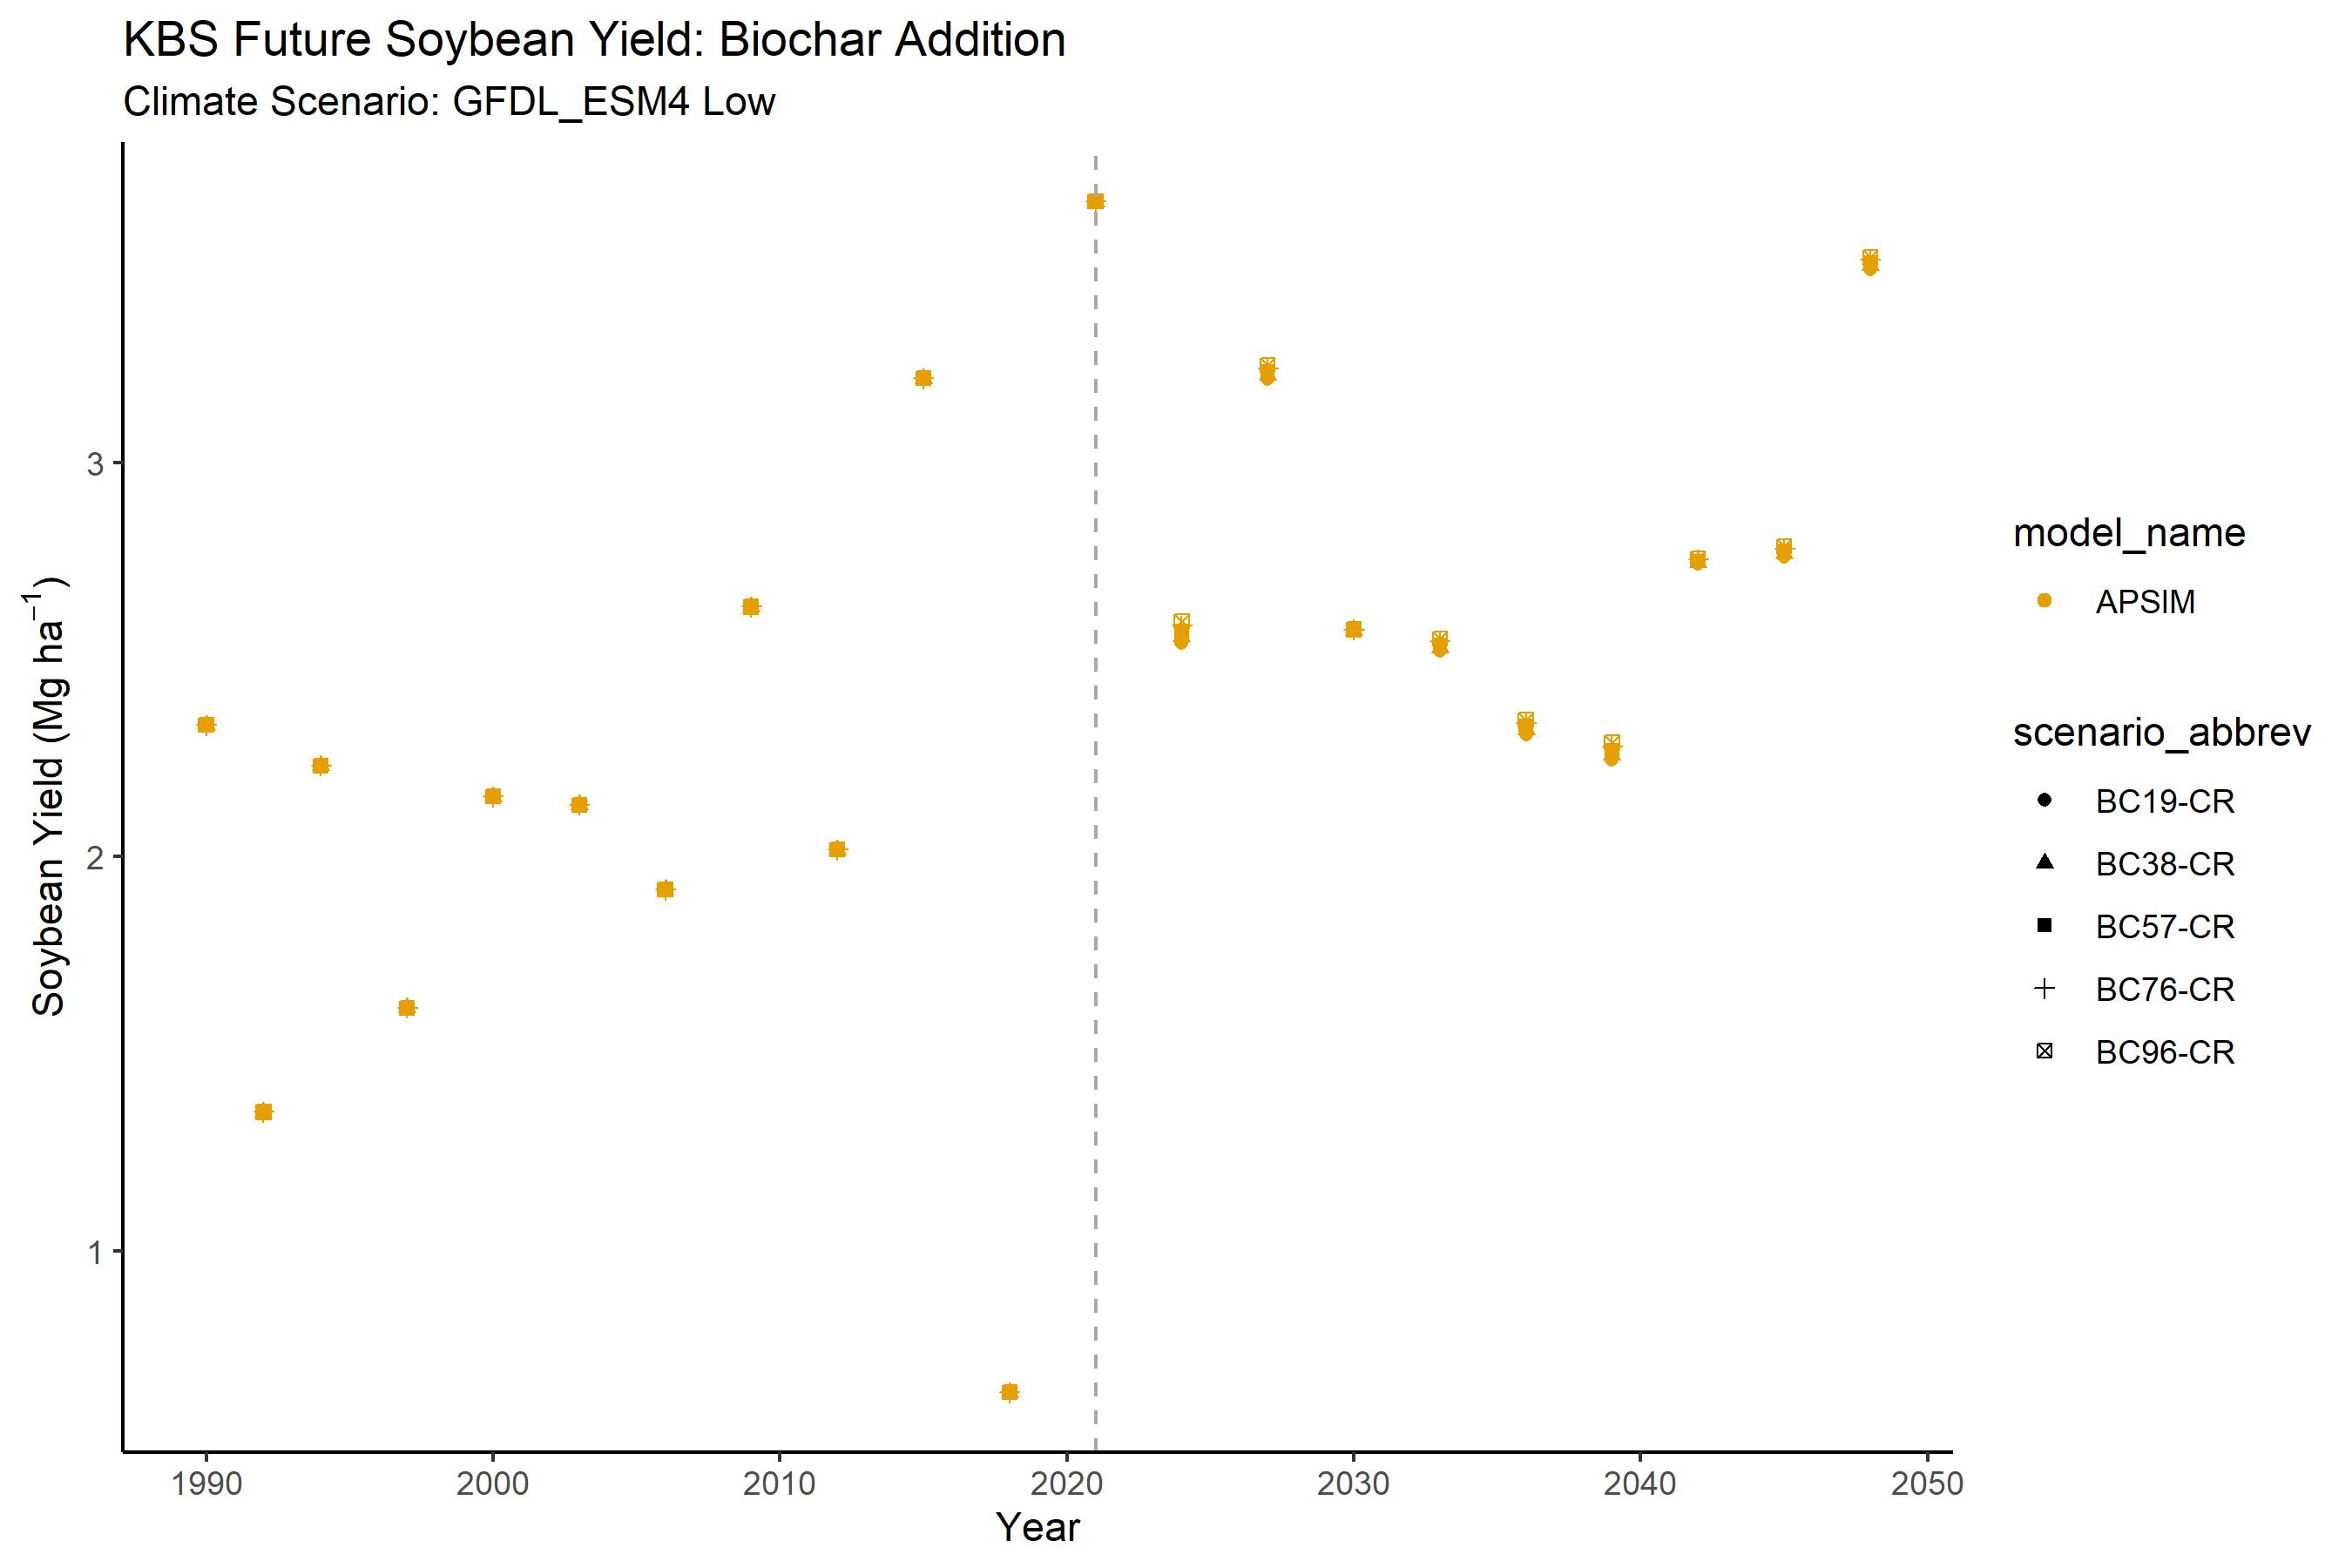 KBS Future Soybean Yield: Biochar Addition
Climate Scenario: GFDL_ESM4 Low
Soybean Yield (Mg ha⁻¹)
3
2
1
1990
2000
2010
2020
2030
2040
2050
Year
model_name
APSIM
scenario_abbrev
BC19-CR
BC38-CR
BC57-CR
BC76-CR
BC96-CR